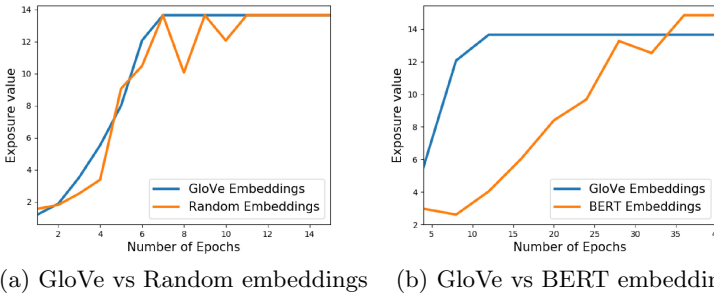 14
12
10
8
6
4
2
Exposure value
GloVe Embeddings
Random Embeddings
2 4 6 8 10 12 14
Number of Epochs
(a) GloVe vs Random embeddings
14
12
10
8
6
4
2
Exposure value
GloVe Embeddings
BERT Embeddings
5 10 15 20 25 30 35
Number of Epochs
(b) GloVe vs BERT embeddin